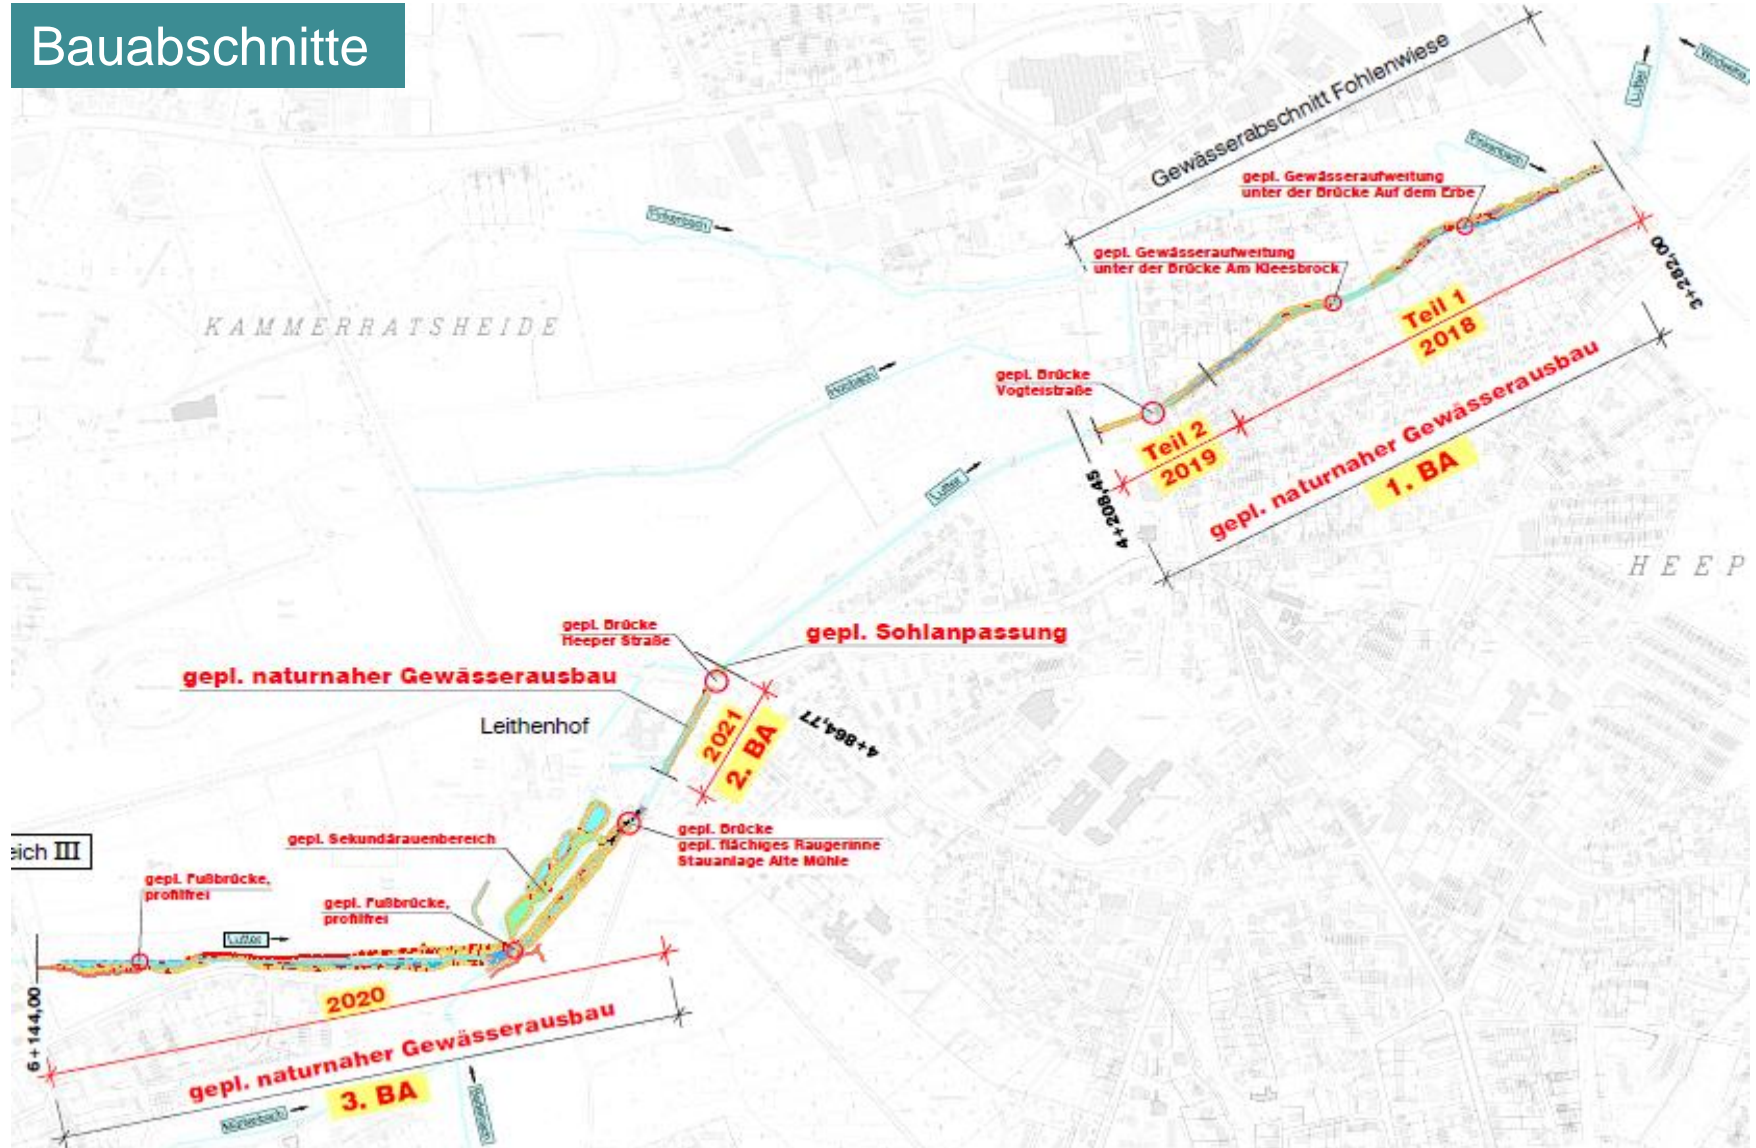 Bauabschnitte
Gewässerabschnitt Fohlenwiese
Lutter
Finkenbach
gepl. Gewässeraufweitung
unter der Brücke Auf dem Erbe
Finkenbach
gepl. Gewässeraufweitung
unter der Brücke Am Kleesbrock
3+282,00
KAMMERRATSHEIDE
Teil 1
2018
gepl. Brücke
Vogteistraße
Teil 2
2019
gepl. naturnaher Gewässerausbau
1. BA
Lutter
4+208,45
HEEP
gepl. Brücke
Heeper Straße
gepl. Sohlanpassung
gepl. naturnaher Gewässerausbau
Leithenhof
2021
2. BA
4+864,77
gepl. Sekundärauenbereich
gepl. Brücke
gepl. flächiges Raugerinne
Stauanlage Alte Mühle
eich III
gepl. Fußbrücke,
profilfrei
gepl. Fußbrücke,
profilfrei
Lutter
2020
6+144,00
gepl. naturnaher Gewässerausbau
3. BA